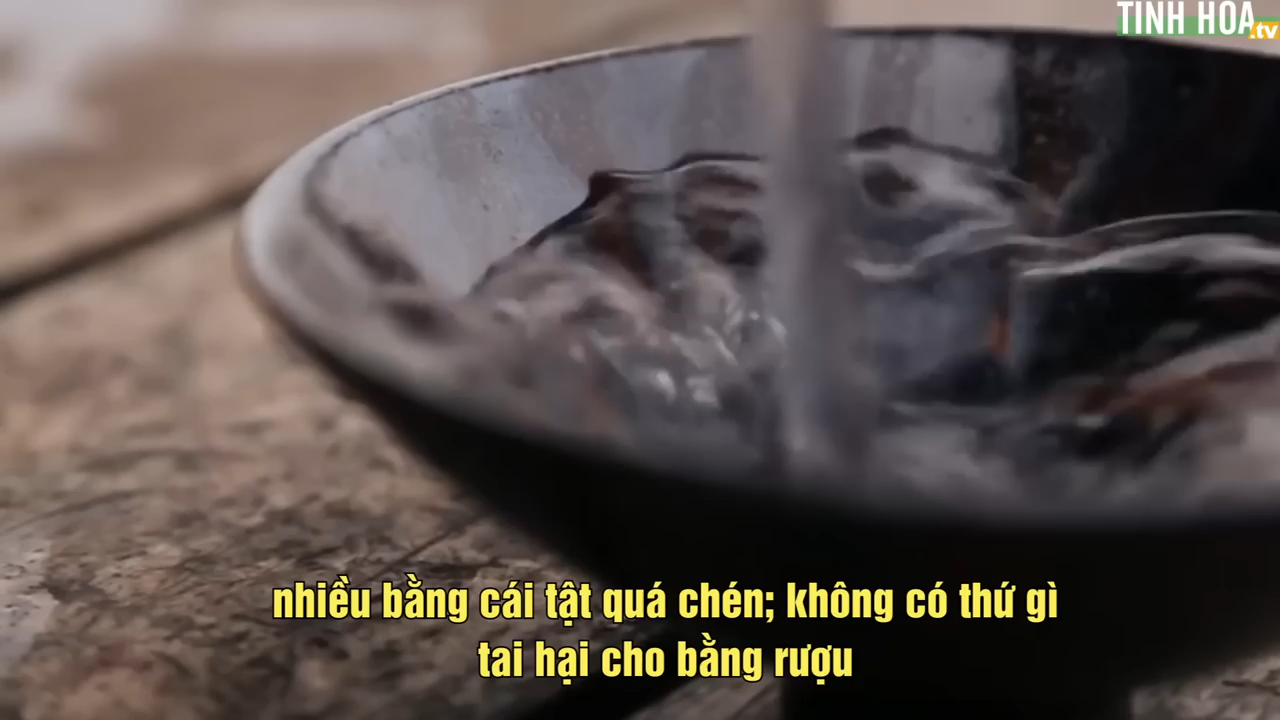 TINH HOA
.tv
nhiều bằng cái tật quá chén; không có thứ gì
tai hại cho bằng rượu